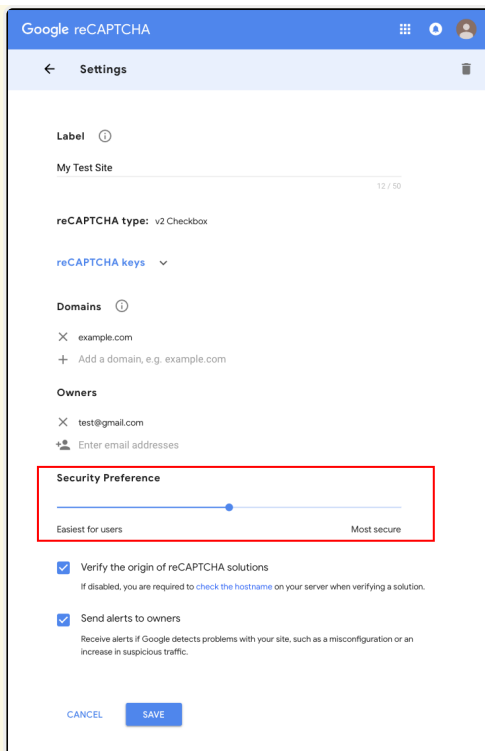 Google reCAPTCHA
Settings
Label
My Test Site
12 / 50
reCAPTCHA type: v2 Checkbox
reCAPTCHA keys
Domains
example.com
Add a domain, e.g. example.com
Owners
test@gmail.com
Enter email addresses
Security Preference
Easiest for users Most secure
Verify the origin of reCAPTCHA solutions
If disabled, you are required to check the hostname on your server when verifying a solution.
Send alerts to owners
Receive alerts if Google detects problems with your site, such as a misconfiguration or an
increase in suspicious traffic.
CANCEL SAVE